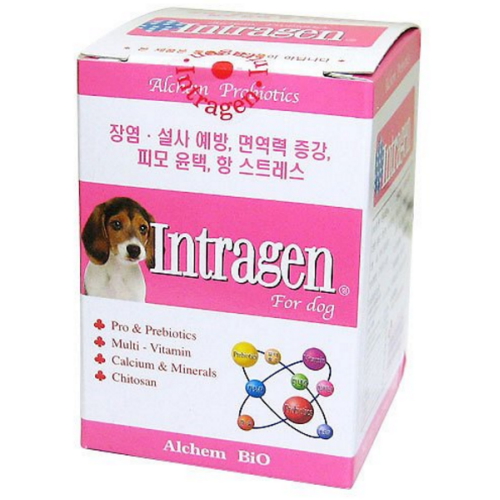 Intragen
Alchem Probiotics
Intragen
장염 · 설사 예방, 면역력 증강,
피모 윤택, 항 스트레스
Intragen®
For dog
Pro & Prebiotics
Multi - Vitamin
Calcium & Minerals
Chitosan
Alchem BiO